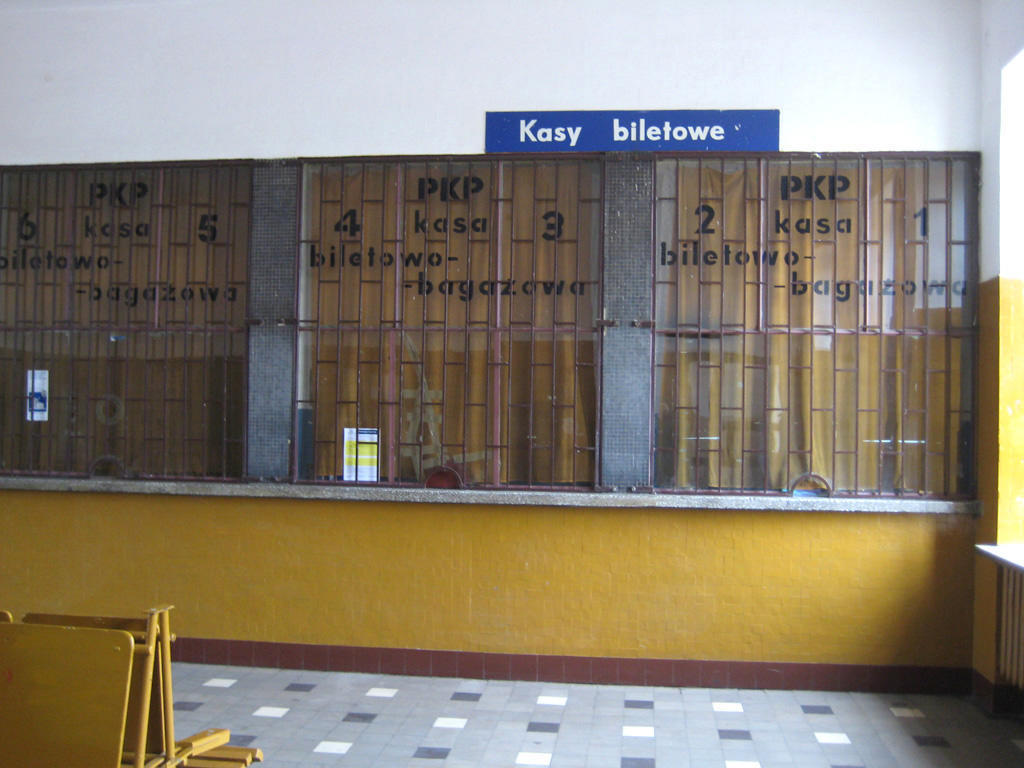 Kasy biletowe
PKP
6 kasa 5
biletowo-
-bagażowa
PKP
4 kasa 3
biletowo-
-bagażowa
PKP
2 kasa 1
biletowo-
-bagażowa